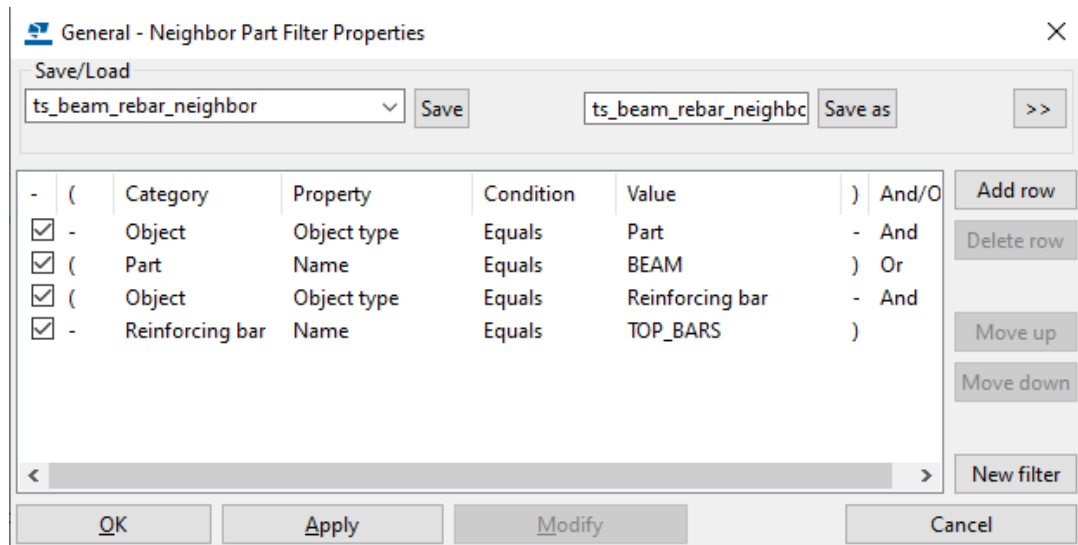 General - Neighbor Part Filter Properties
Save/Load
ts_beam_rebar_neighbor Save ts_beam_rebar_neighbc Save as >>
- ( Category Property Condition Value ) And/O
- Object Object type Equals Part - And
( Part Name Equals BEAM ) Or
( Object Object type Equals Reinforcing bar - And
- Reinforcing bar Name Equals TOP_BARS )
Add row
Delete row
Move up
Move down
New filter
OK Apply Modify Cancel